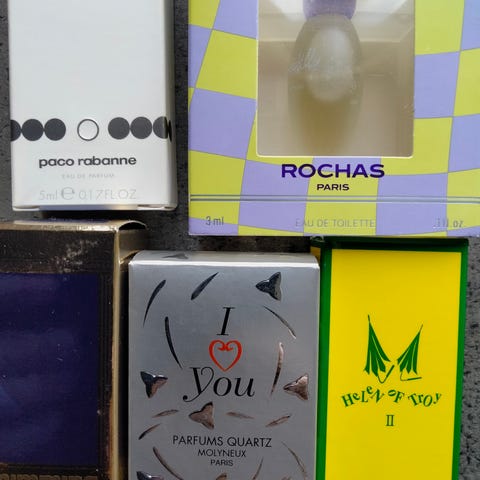 paco rabanne
EAU DE PARFUM
5ml e 0.17FL.OZ.
ROCHAS
PARIS
3 ml EAU DE TOILETTE .1 fl oz
I
You
PARFUMS QUARTZ
MOLYNEUX
PARIS
HeLeN oF TrOy
II